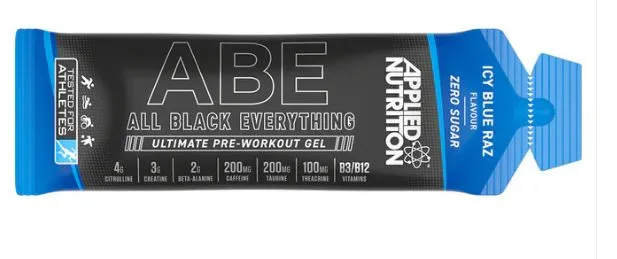 TESTED FOR
ATHLETES
ABE
ALL BLACK EVERYTHING
ULTIMATE PRE-WORKOUT GEL
4G
CITRULLINE
3G
CREATINE
2G
BETA-ALANINE
200MG
CAFFEINE
200MG
TAURINE
100MG
THEACRINE
B3/B12
VITAMINS
APPLIED
NUTRITION
ICY BLUE RAZ
FLAVOUR
ZERO SUGAR